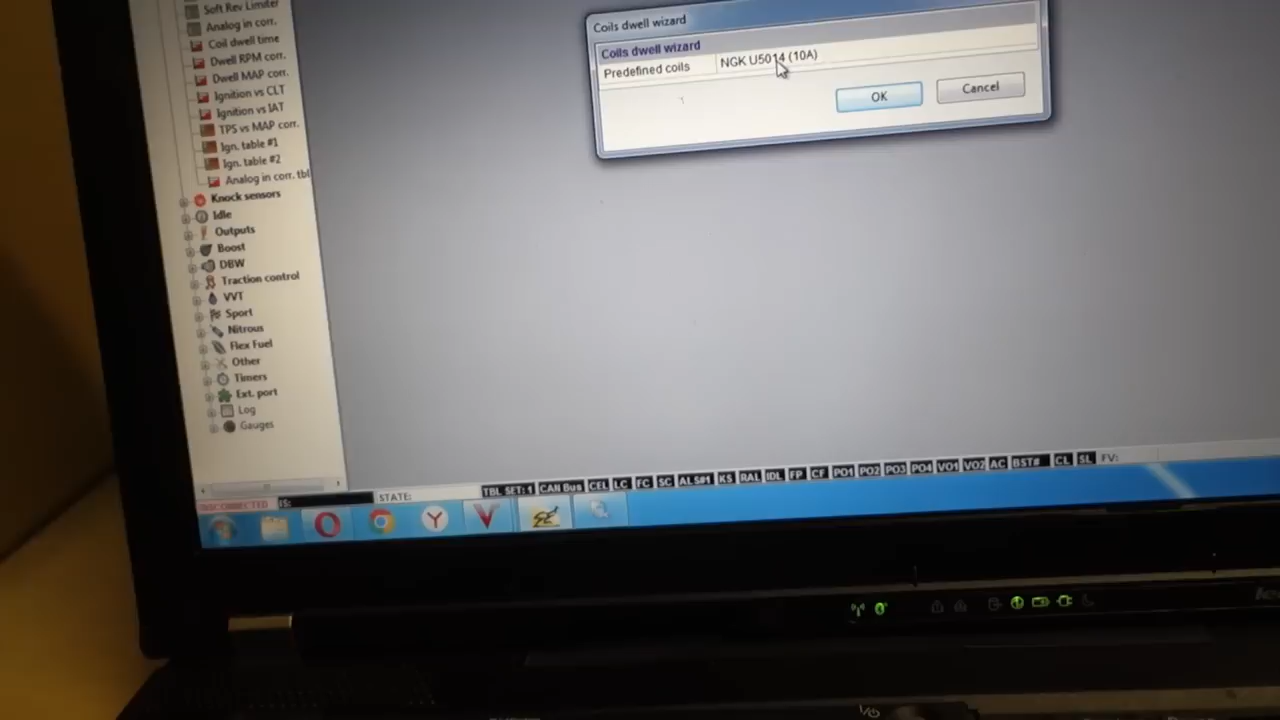 Soft Rev Limiter
Analog in corr.
Coil dwell time
Dwell RPM corr.
Dwell MAP corr.
Ignition vs CLT
Ignition vs IAT
TPS vs MAP corr.
Ign. table #1
Ign. table #2
Analog in corr. tbl
Knock sensors
Idle
Outputs
Boost
DBW
Traction control
VVT
Sport
Nitrous
Flex Fuel
Other
Timers
Ext. port
Log
Gauges
Coils dwell wizard
Coils dwell wizard
Predefined coils NGK U5014 (10A)
OK Cancel
DISCONNECTED IS: STATE: TBL SET: 1 CAN Bus CEL LC FC SC ALS#1 KS RAL IDL FP CF PO1 PO2 PO3 PO4 VO1 VO2 AC BST# CL SL FV: